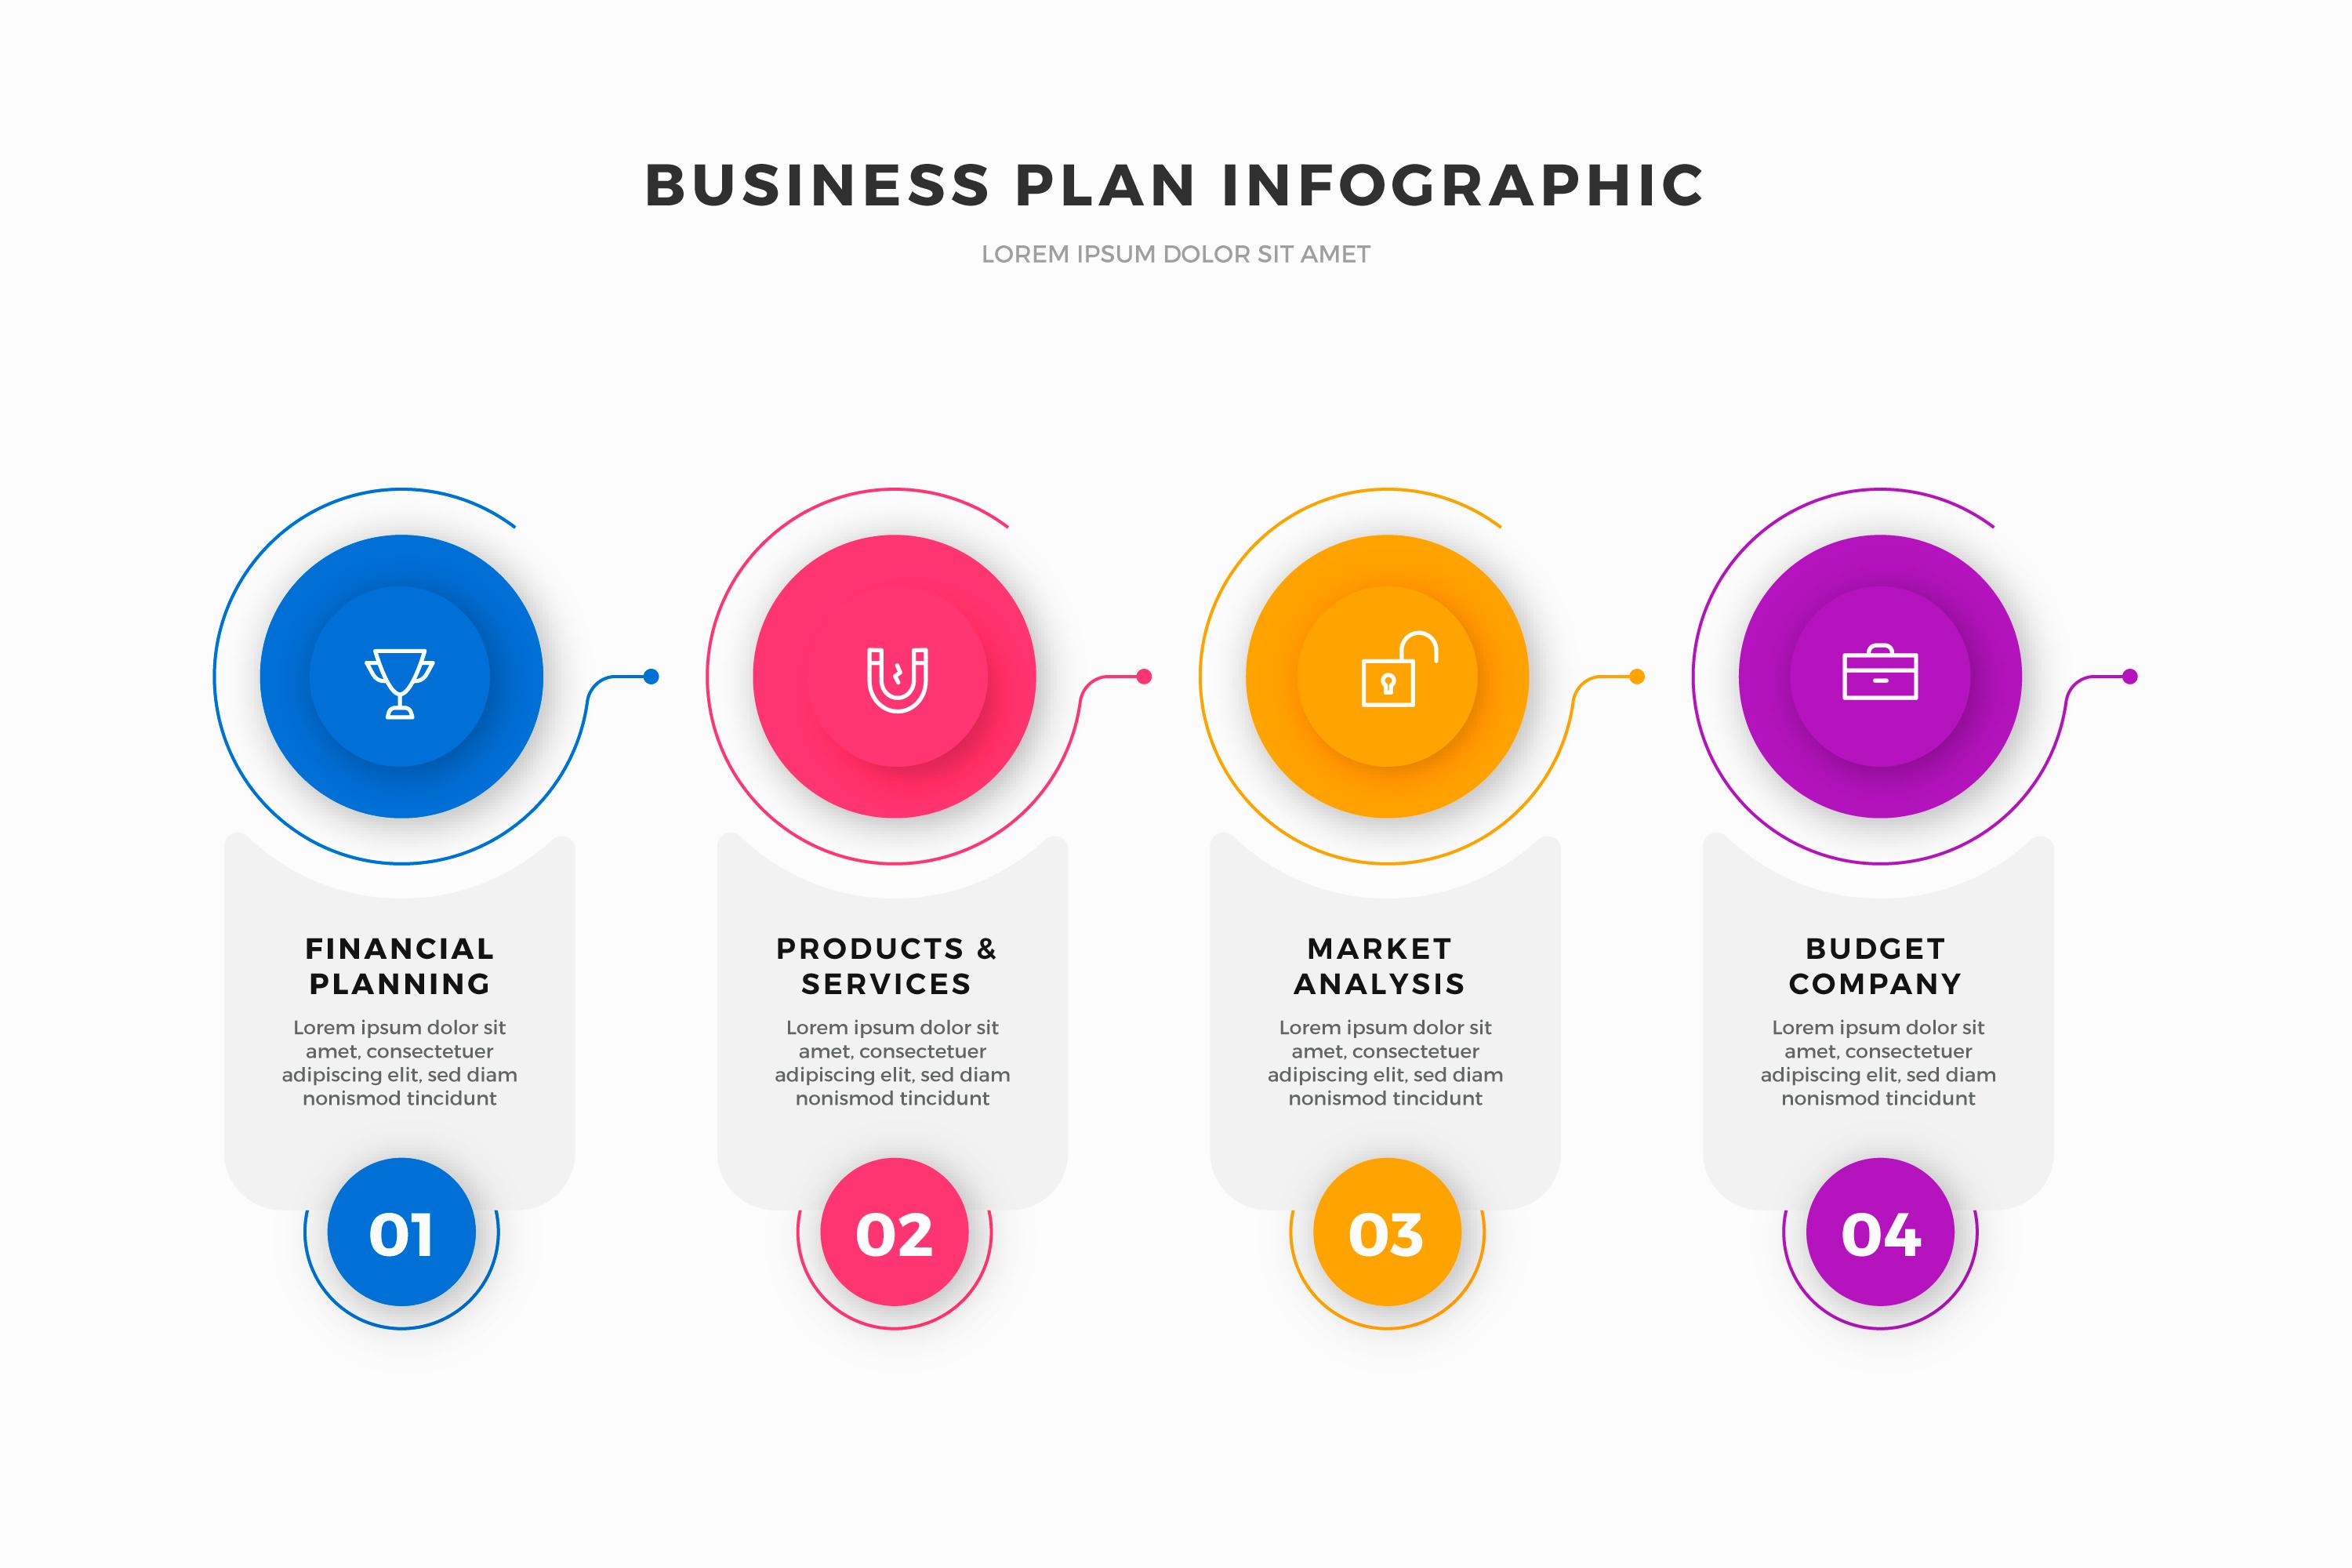 BUSINESS PLAN INFOGRAPHIC
LOREM IPSUM DOLOR SIT AMET
FINANCIAL
PLANNING
Lorem ipsum dolor sit
amet, consectetuer
adipiscing elit, sed diam
nonismod tincidunt
01
PRODUCTS &
SERVICES
Lorem ipsum dolor sit
amet, consectetuer
adipiscing elit, sed diam
nonismod tincidunt
02
MARKET
ANALYSIS
Lorem ipsum dolor sit
amet, consectetuer
adipiscing elit, sed diam
nonismod tincidunt
03
BUDGET
COMPANY
Lorem ipsum dolor sit
amet, consectetuer
adipiscing elit, sed diam
nonismod tincidunt
04